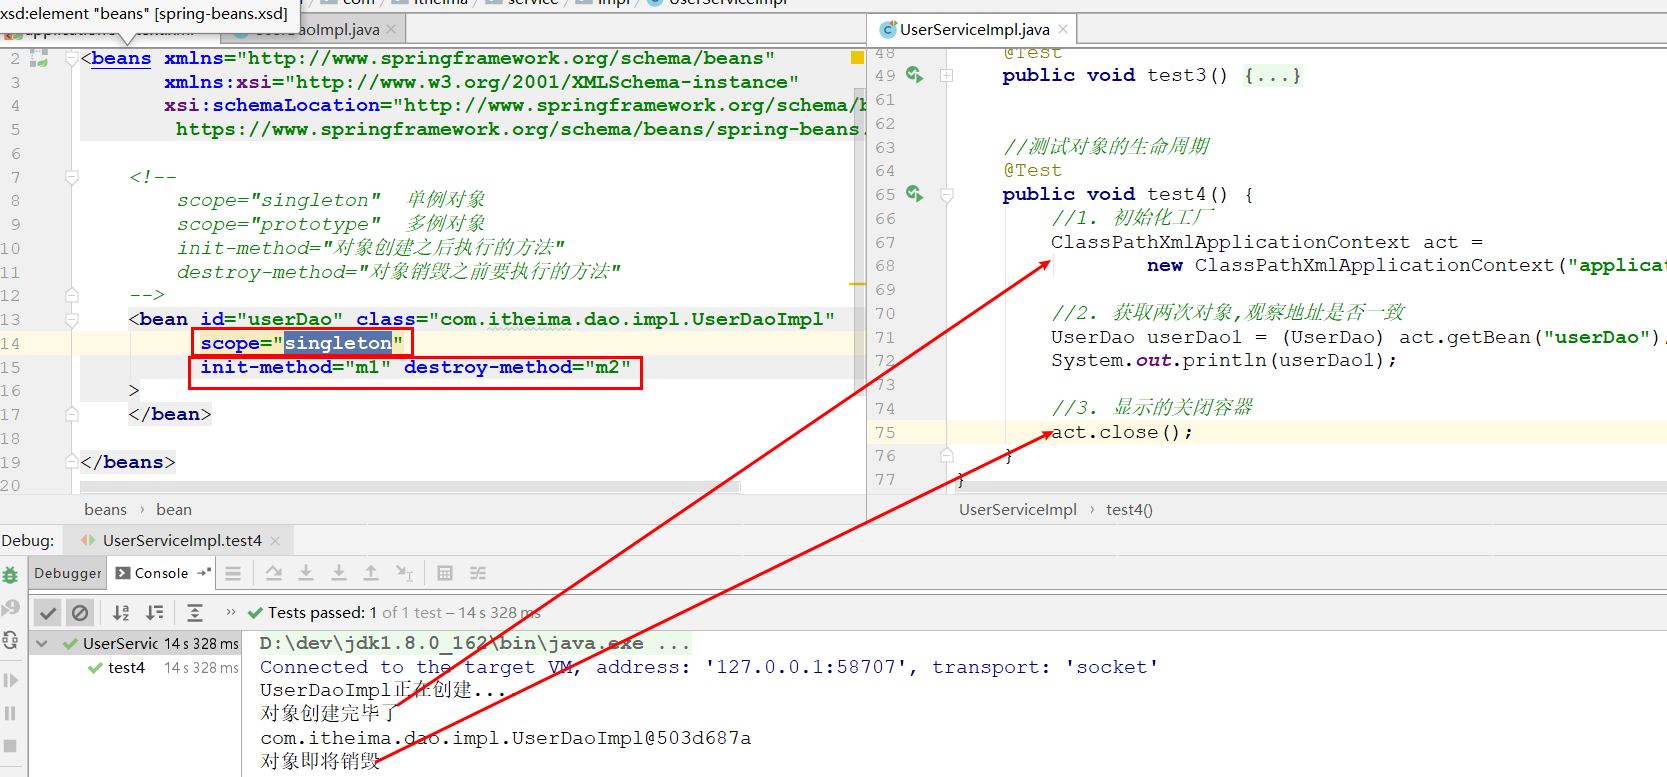 xsd:element "beans" [spring-beans.xsd]
com itheima service impl UserServiceImpl
UserDaoImpl.java
UserServiceImpl.java
2 <beans xmlns="http://www.springframework.org/schema/beans"
3 xmlns:xsi="http://www.w3.org/2001/XMLSchema-instance"
4 xsi:schemaLocation="http://www.springframework.org/schema/b
5 https://www.springframework.org/schema/beans/spring-beans.
6
7 <!--
8 scope="singleton" 单例对象
9 scope="prototype" 多例对象
10 init-method="对象创建之后执行的方法"
11 destroy-method="对象销毁之前要执行的方法"
12 -->
13 <bean id="userDao" class="com.itheima.dao.impl.UserDaoImpl"
14 scope="singleton"
15 init-method="m1" destroy-method="m2"
16 >
17 </bean>
18
19 </beans>
20
beans › bean
48 @Test
49 public void test3() {...}
61
62
63 //测试对象的生命周期
64 @Test
65 public void test4() {
66 //1. 初始化工厂
67 ClassPathXmlApplicationContext act =
68 new ClassPathXmlApplicationContext("applicat
69
70 //2. 获取两次对象,观察地址是否一致
71 UserDao userDao1 = (UserDao) act.getBean("userDao");
72 System.out.println(userDao1);
73
74 //3. 显示的关闭容器
75 act.close();
76 }
77 }
UserServiceImpl › test4()
Debug: UserServiceImpl.test4
Debugger Console
Tests passed: 1 of 1 test – 14 s 328 ms
UserServic 14 s 328 ms
test4 14 s 328 ms
D:\dev\jdk1.8.0_162\bin\java.exe ...
Connected to the target VM, address: '127.0.0.1:58707', transport: 'socket'
UserDaoImpl正在创建....
对象创建完毕了
com.itheima.dao.impl.UserDaoImpl@503d687a
对象即将销毁